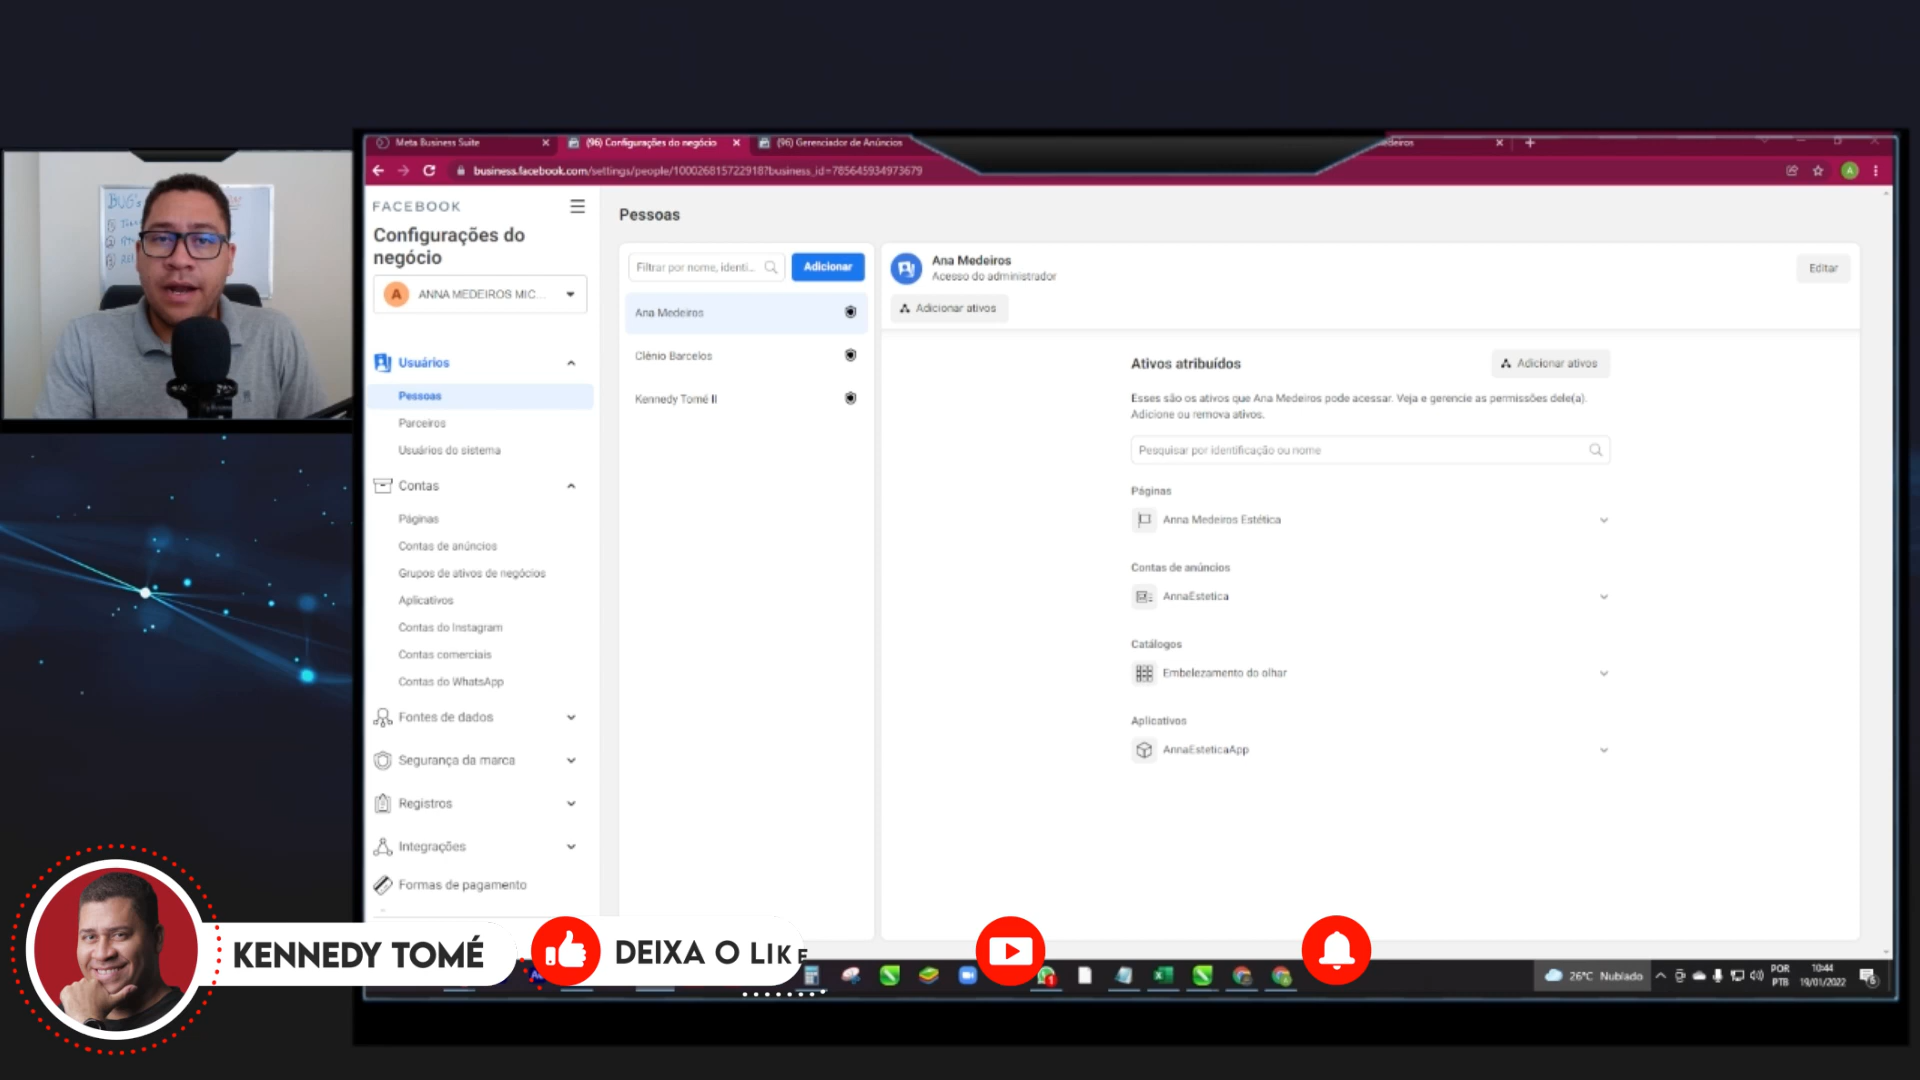 Meta Business Suite
(96) Configurações do negócio
(96) Gerenciador de Anúncios
business.facebook.com/settings/people/100026815722918?business_id=785645934973679
BUG's
FACEBOOK
Configurações do
negócio
A ANNA MEDEIROS MIC...
Usuários
Pessoas
Parceiros
Usuários do sistema
Contas
Páginas
Contas de anúncios
Grupos de ativos de negócios
Aplicativos
Contas do Instagram
Contas comerciais
Contas do WhatsApp
Fontes de dados
Segurança da marca
Registros
Integrações
Formas de pagamento
Pessoas
Filtrar por nome, identi...
Adicionar
Ana Medeiros
Clênio Barcelos
Kennedy Tomé II
Ana Medeiros
Acesso do administrador
Editar
Adicionar ativos
Ativos atribuídos
Adicionar ativos
Esses são os ativos que Ana Medeiros pode acessar. Veja e gerencie as permissões dele(a).
Adicione ou remova ativos.
Pesquisar por identificação ou nome
Páginas
Anna Medeiros Estética
Contas de anúncios
AnnaEstetica
Catálogos
Embelezamento do olhar
Aplicativos
AnnaEsteticaApp
KENNEDY TOMÉ
DEIXA O LIKE
26°C Nublado
POR
PTB
10:44
19/01/2022